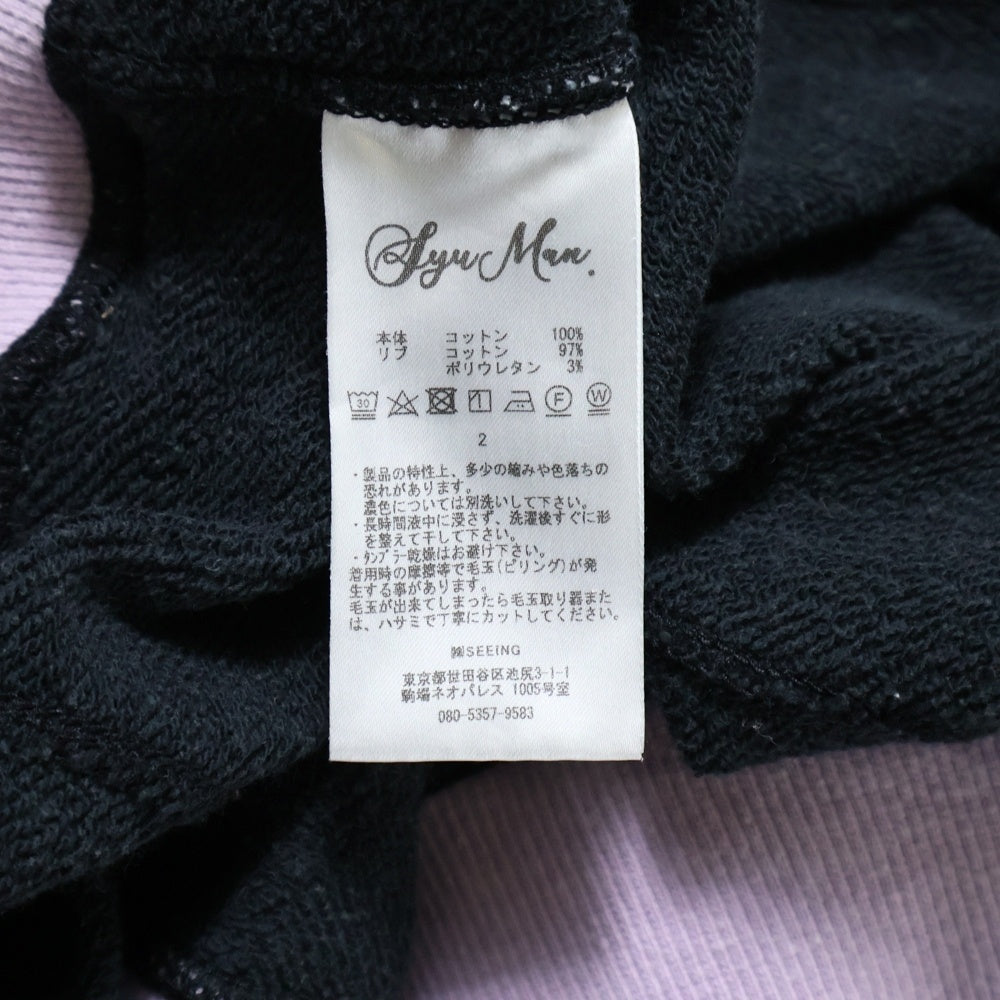 Syu Man.
本体 コットン 100%
リブ コットン 97%
ポリウレタン 3%
30 1 F W
2
・製品の特性上、多少の縮みや色落ちの
恐れがあります。
濃色については別洗いして下さい。
・長時間液中に浸さず、洗濯後すぐに形
を整えて干して下さい。
・タンブラー乾燥はお避け下さい。
着用時の摩擦等で毛玉(ピリング)が発
生する事があります。
毛玉が出来てしまったら毛玉取り器また
は、ハサミで丁寧にカットしてください。
㈱SEEING
東京都世田谷区池尻3-1-1
駒場ネオパレス 1005号室
080-5357-9583